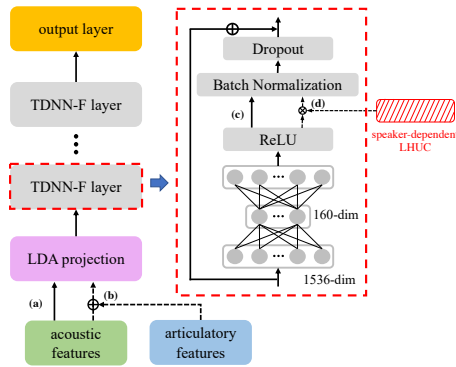 output layer
TDNN-F layer
TDNN-F layer
LDA projection
(a)
(b)
acoustic
features
articulatory
features
Dropout
Batch Normalization
(c)
(d)
ReLU
speaker-dependent
LHUC
160-dim
1536-dim